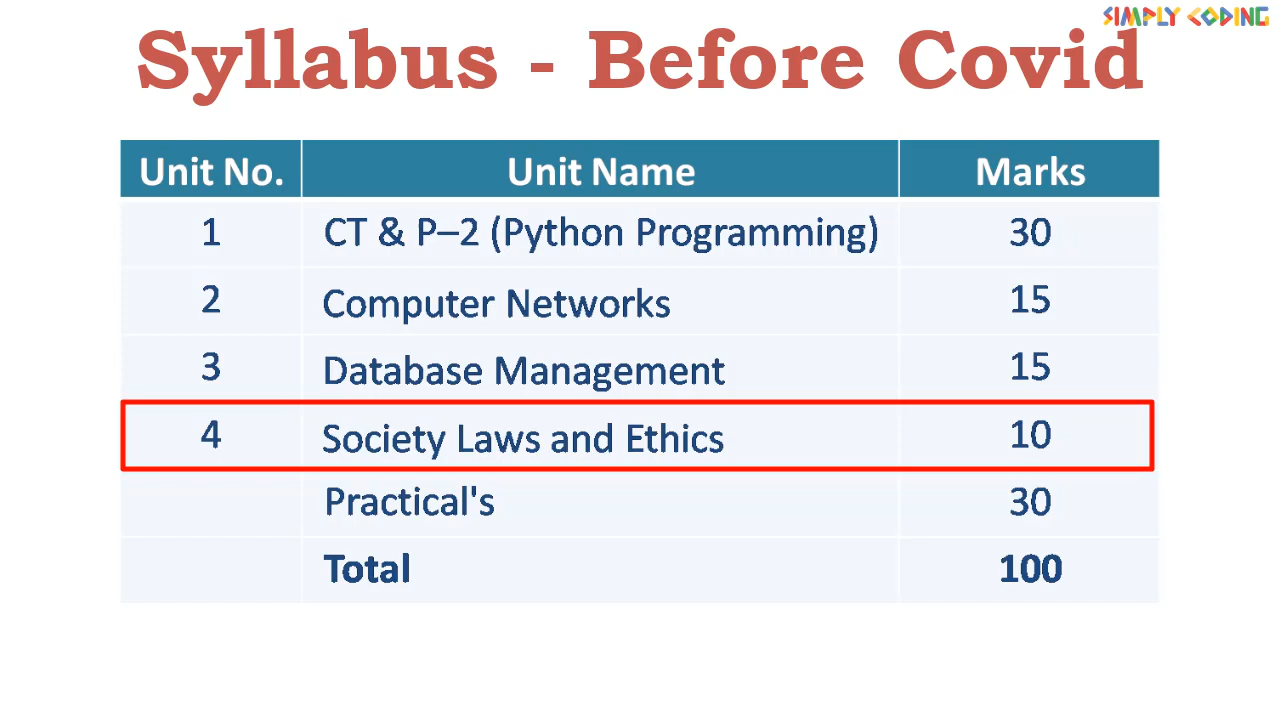 SIMPLY CODING
Syllabus - Before Covid
Unit No. Unit Name Marks
1 CT & P–2 (Python Programming) 30
2 Computer Networks 15
3 Database Management 15
4 Society Laws and Ethics 10
Practical's 30
Total 100